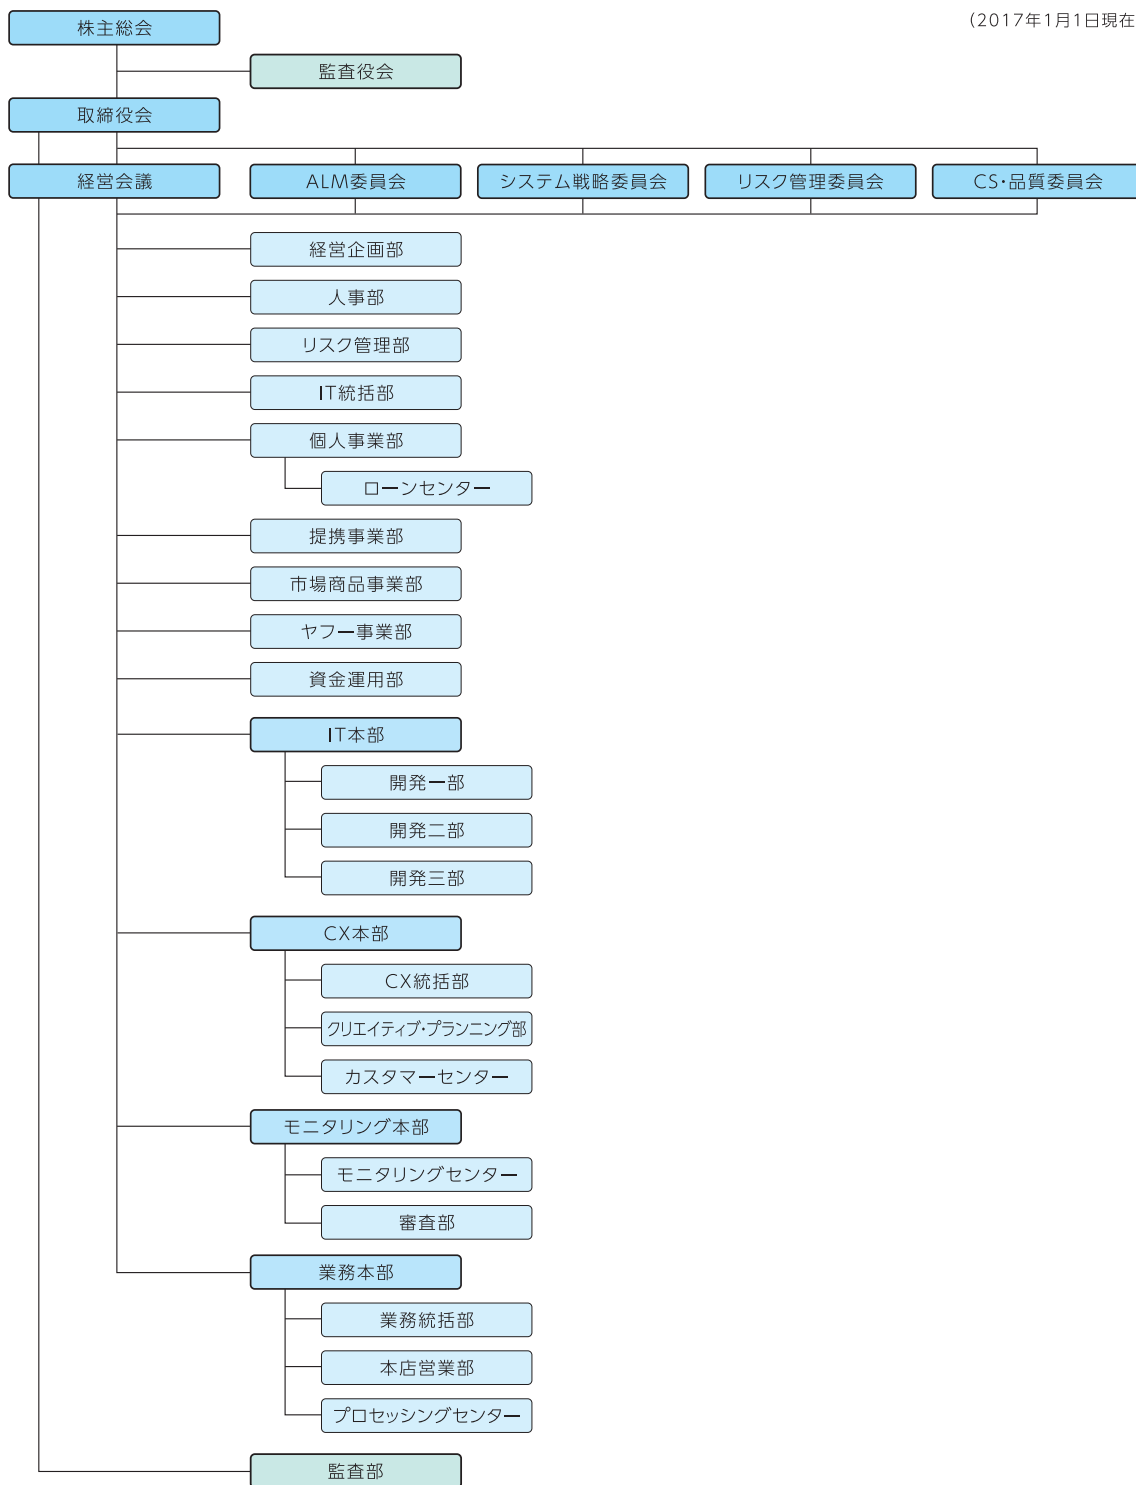 (2017年1月1日現在
株主総会
監査役会
取締役会
経営会議
ALM委員会
システム戦略委員会
リスク管理委員会
CS・品質委員会
経営企画部
人事部
リスク管理部
IT統括部
個人事業部
ローンセンター
提携事業部
市場商品事業部
ヤフー事業部
資金運用部
IT本部
開発一部
開発二部
開発三部
CX本部
CX統括部
クリエイティブ・プランニング部
カスタマーセンター
モニタリング本部
モニタリングセンター
審査部
業務本部
業務統括部
本店営業部
プロセッシングセンター
監査部